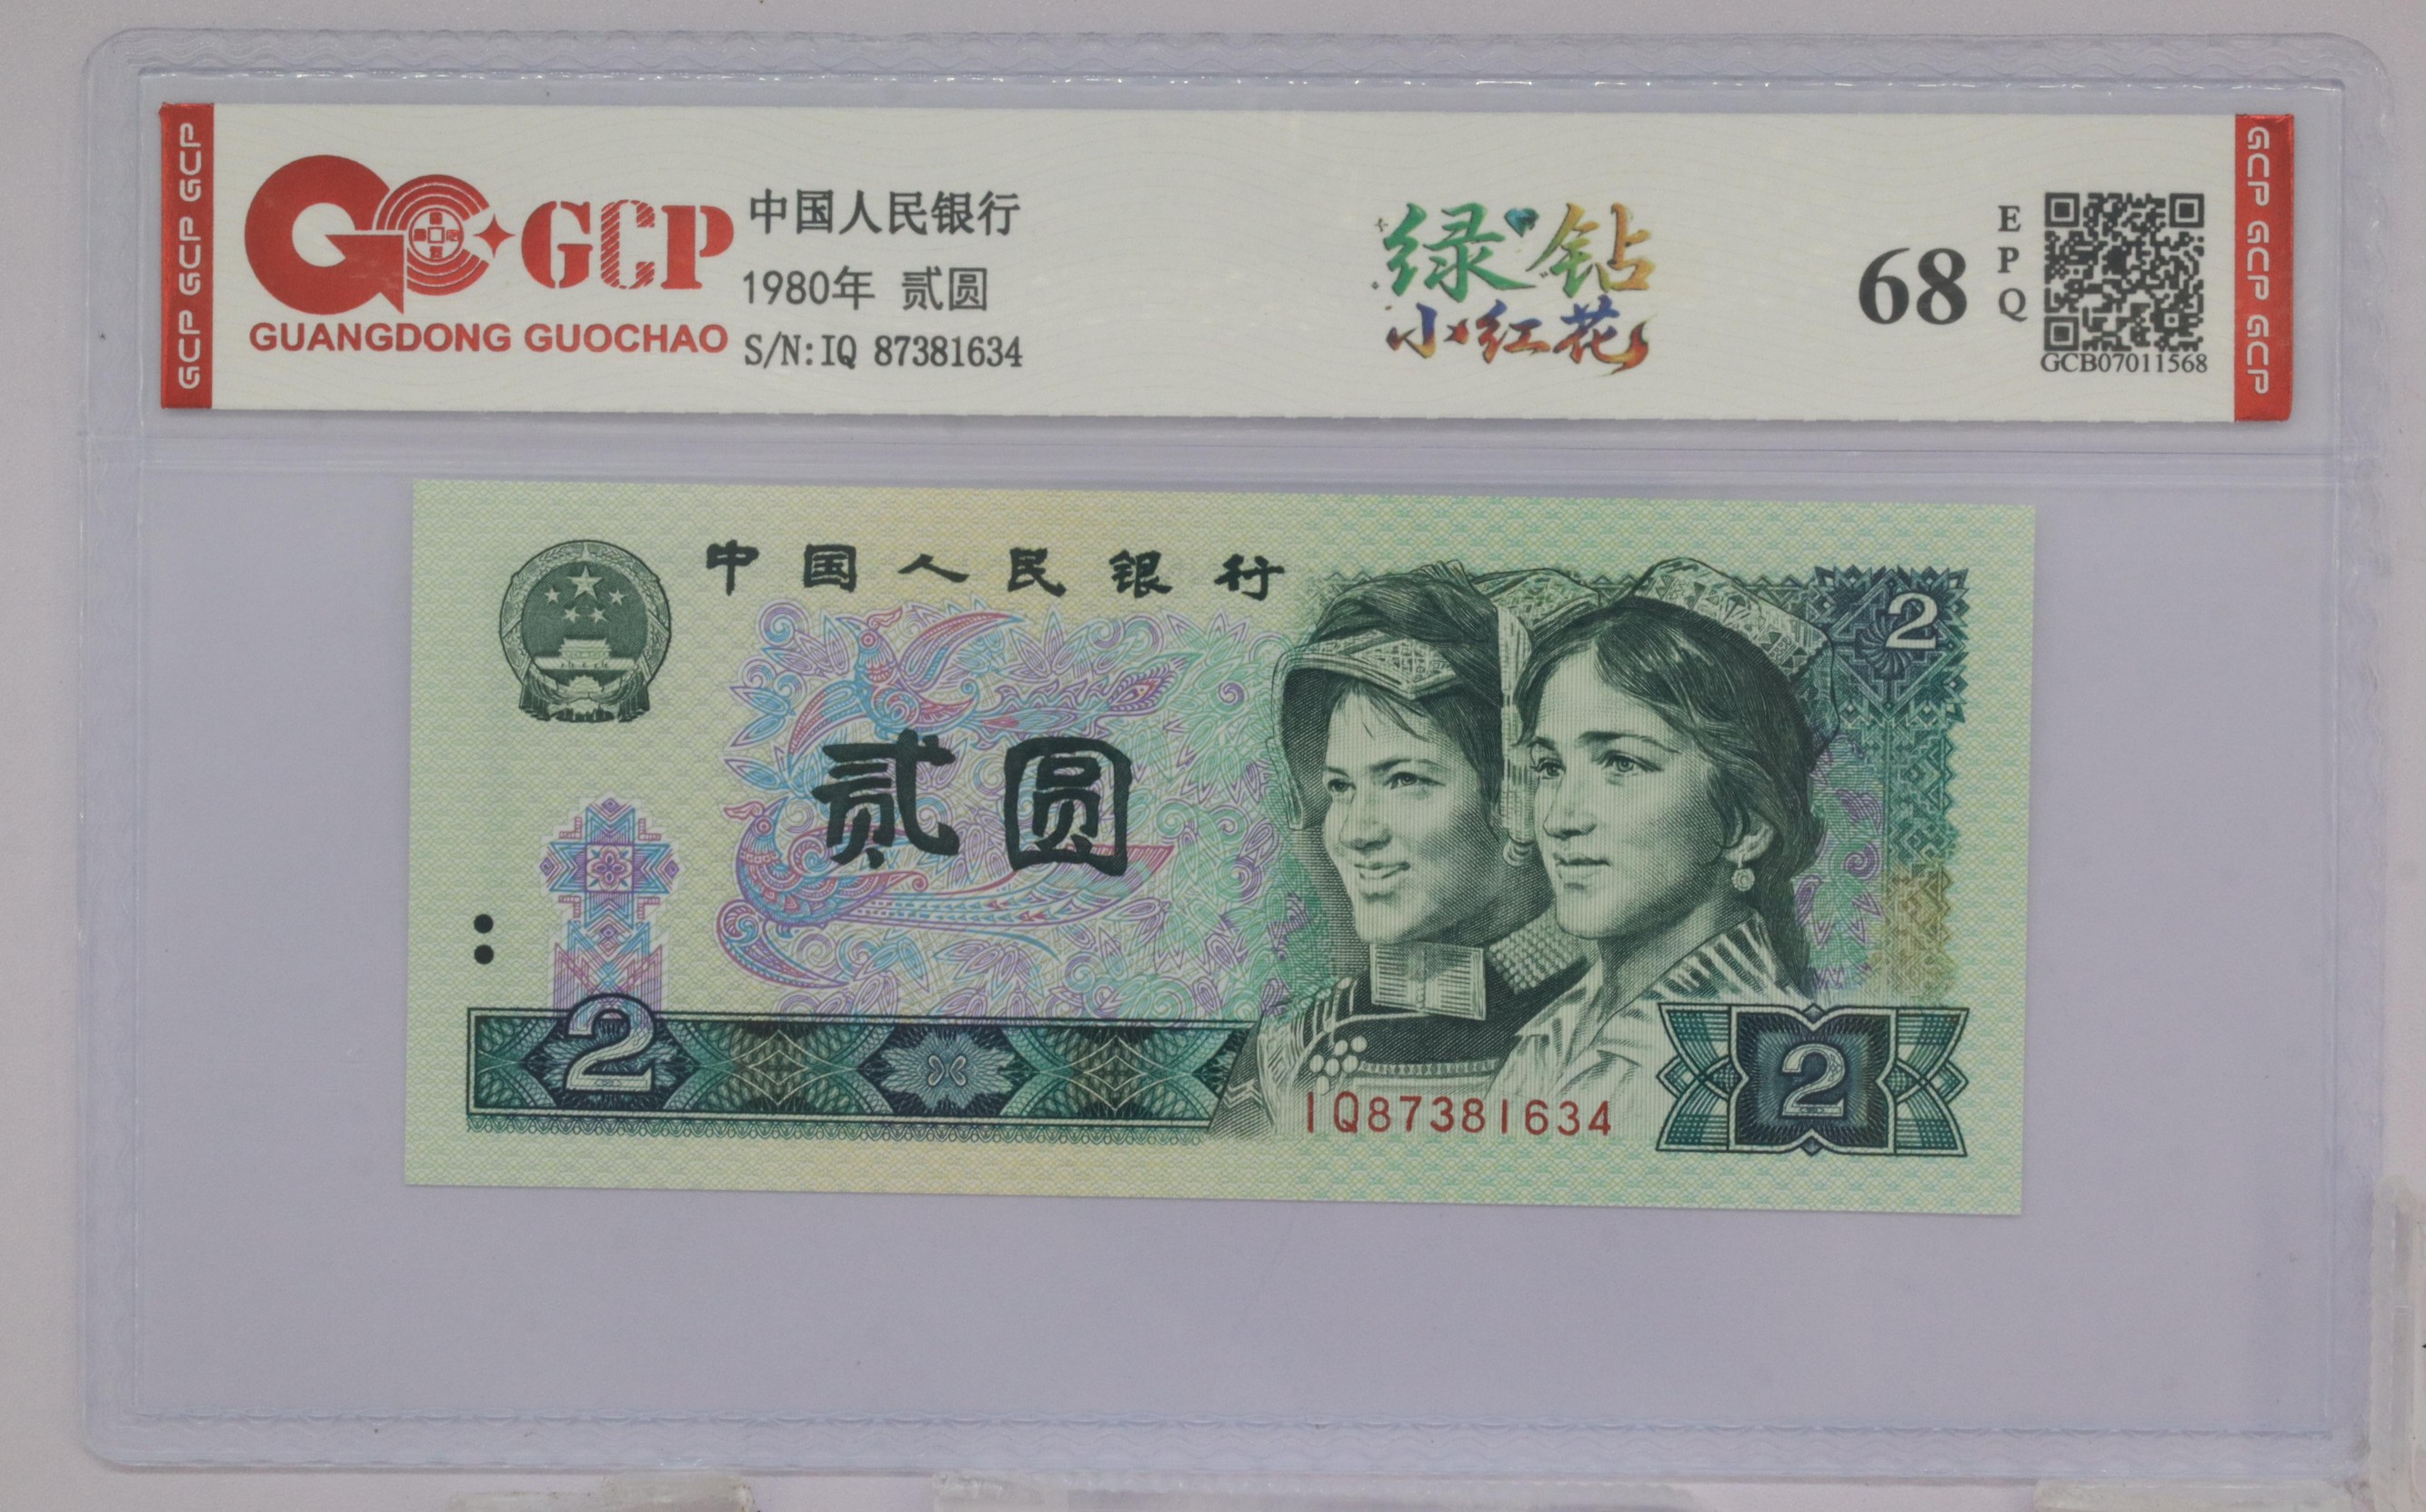 GCP GCP GCP
GCP
GUANGDONG GUOCHAO
中国人民银行
1980年 贰圆
S/N:IQ 87381634
绿钻
小红花
68
EPQ
GCB07011568
GCP GCP GCP
中国人民银行
2
贰圆
2
IQ87381634
2